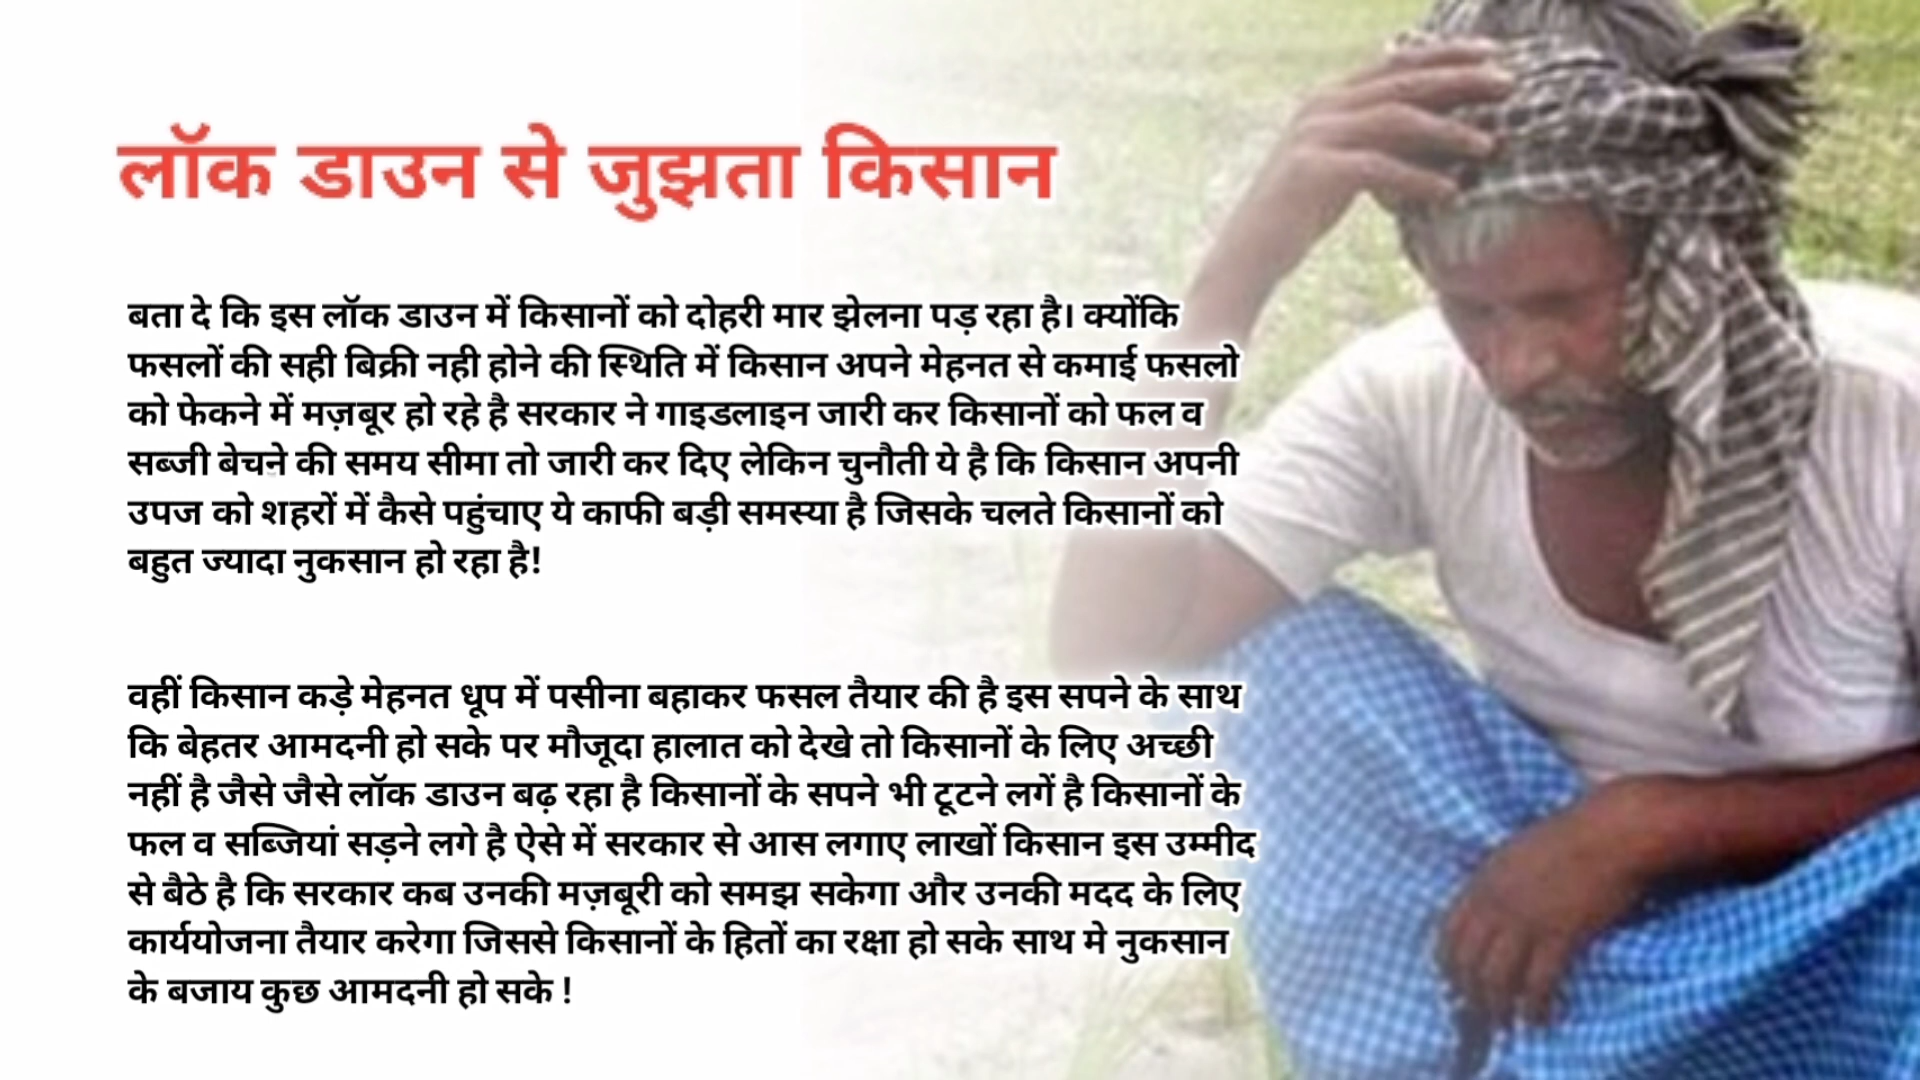 लॉक डाउन से जुझता किसान
बता दे कि इस लॉक डाउन में किसानों को दोहरी मार झेलना पड़ रहा है। क्योंकि
फसलों की सही बिक्री नही होने की स्थिति में किसान अपने मेहनत से कमाई फसलो
को फेकने में मज़बूर हो रहे है सरकार ने गाइडलाइन जारी कर किसानों को फल व
सब्जी बेचने की समय सीमा तो जारी कर दिए लेकिन चुनौती ये है कि किसान अपनी
उपज को शहरों में कैसे पहुंचाए ये काफी बड़ी समस्या है जिसके चलते किसानों को
बहुत ज्यादा नुकसान हो रहा है!
वहीं किसान कड़े मेहनत धूप में पसीना बहाकर फसल तैयार की है इस सपने के साथ
कि बेहतर आमदनी हो सके पर मौजूदा हालात को देखे तो किसानों के लिए अच्छी
नहीं है जैसे जैसे लॉक डाउन बढ़ रहा है किसानों के सपने भी टूटने लगें है किसानों के
फल व सब्जियां सड़ने लगे है ऐसे में सरकार से आस लगाए लाखों किसान इस उम्मीद
से बैठे है कि सरकार कब उनकी मज़बूरी को समझ सकेगा और उनकी मदद के लिए
कार्ययोजना तैयार करेगा जिससे किसानों के हितों का रक्षा हो सके साथ मे नुकसान
के बजाय कुछ आमदनी हो सके !